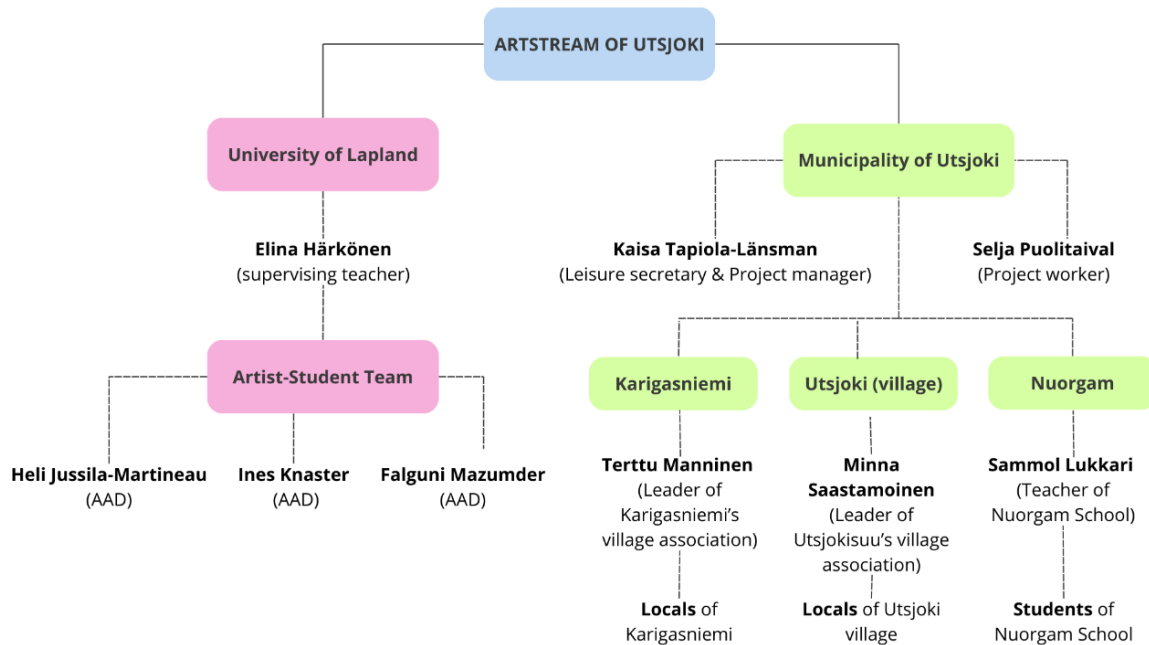 ARTSTREAM OF UTSJOKI
University of Lapland
Municipality of Utsjoki
Elina Härkönen
(supervising teacher)
Kaisa Tapiola-Länsman
(Leisure secretary & Project manager)
Selja Puolitaival
(Project worker)
Artist-Student Team
Heli Jussila-Martineau
(AAD)
Ines Knaster
(AAD)
Falguni Mazumder
(AAD)
Karigasniemi
Utsjoki (village)
Nuorgam
Terttu Manninen
(Leader of
Karigasniemi’s
village association)
Minna
Saastamoinen
(Leader of
Utsjokisuu’s village
association)
Sammol Lukkari
(Teacher of
Nuorgam School)
Locals of
Karigasniemi
Locals of Utsjoki
village
Students of
Nuorgam School